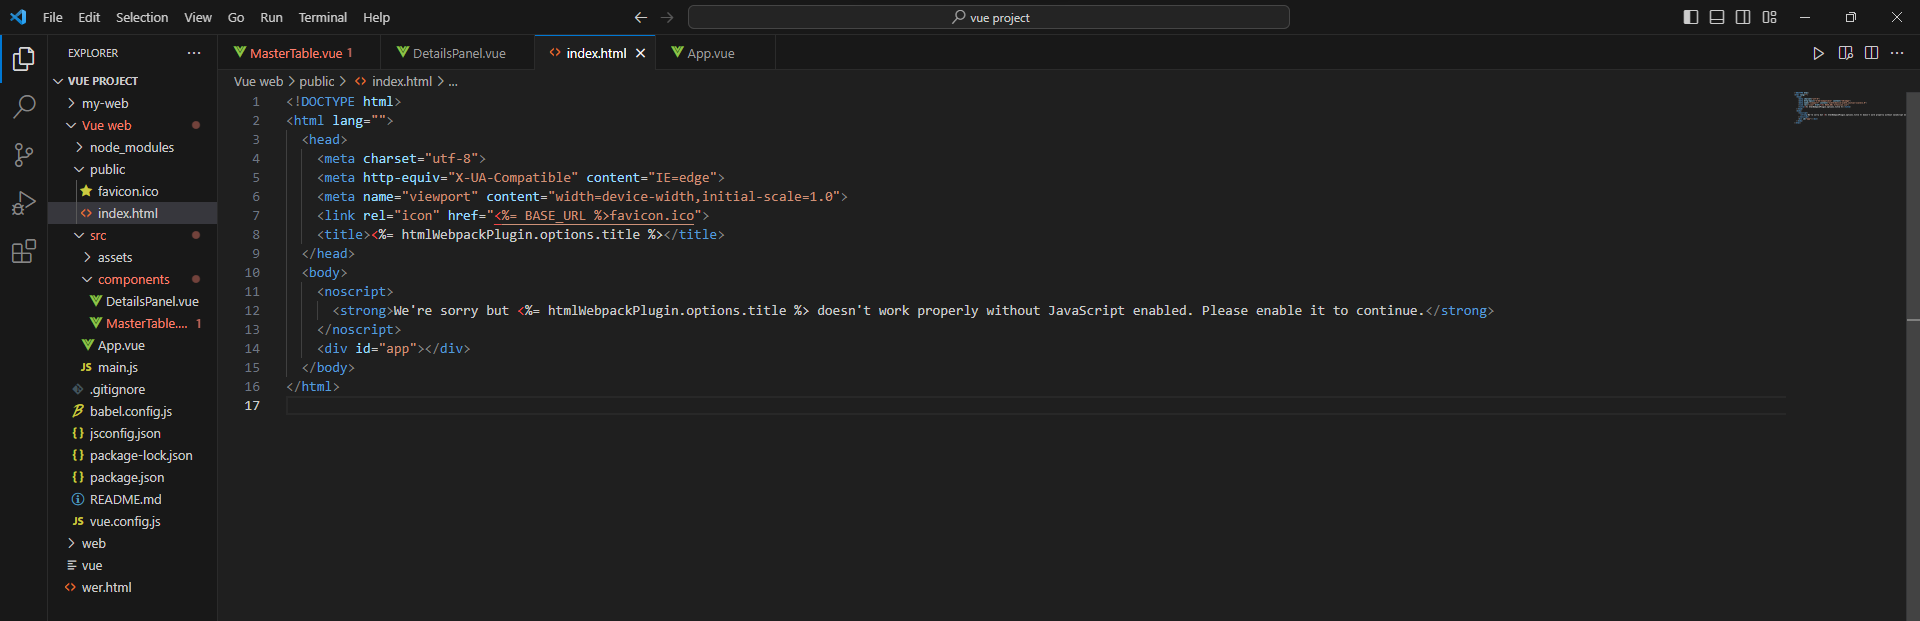 File Edit Selection View Go Run Terminal Help
vue project
EXPLORER
MasterTable.vue 1
DetailsPanel.vue
index.html
App.vue
VUE PROJECT
my-web
Vue web
node_modules
public
favicon.ico
index.html
src
assets
components
DetailsPanel.vue
MasterTable.... 1
App.vue
JS main.js
.gitignore
babel.config.js
{} jsconfig.json
{} package-lock.json
{} package.json
README.md
JS vue.config.js
web
vue
wer.html
Vue web > public > index.html > ...
1 <!DOCTYPE html>
2 <html lang="">
3 <head>
4 <meta charset="utf-8">
5 <meta http-equiv="X-UA-Compatible" content="IE=edge">
6 <meta name="viewport" content="width=device-width,initial-scale=1.0">
7 <link rel="icon" href="<%= BASE_URL %>favicon.ico">
8 <title><%= htmlWebpackPlugin.options.title %></title>
9 </head>
10 <body>
11 <noscript>
12 <strong>We're sorry but <%= htmlWebpackPlugin.options.title %> doesn't work properly without JavaScript enabled. Please enable it to continue.</strong>
13 </noscript>
14 <div id="app"></div>
15 </body>
16 </html>
17